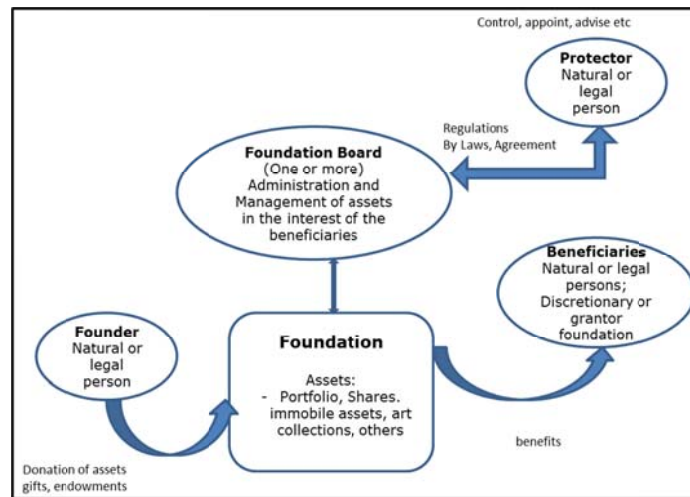 Control, appoint, advise etc
Protector
Natural or
legal
person
Regulations
By Laws, Agreement
Foundation Board
(One or more)
Administration and
Management of assets
in the interest of the
beneficiaries
Beneficiaries
Natural or legal
persons;
Discretionary or
grantor
foundation
Founder
Natural or
legal
person
Foundation
Assets:
- Portfolio, Shares.
immobile assets, art
collections, others
benefits
Donation of assets
gifts, endowments